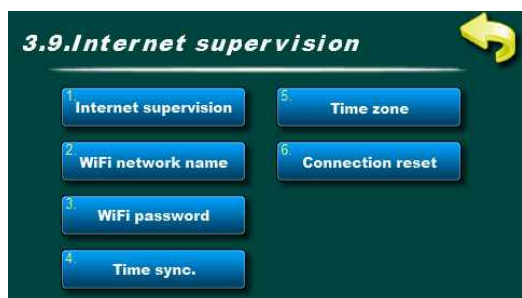 3.9.Internet supervision
1.
Internet supervision
2.
WiFi network name
3.
WiFi password
4.
Time sync.
5.
Time zone
6.
Connection reset